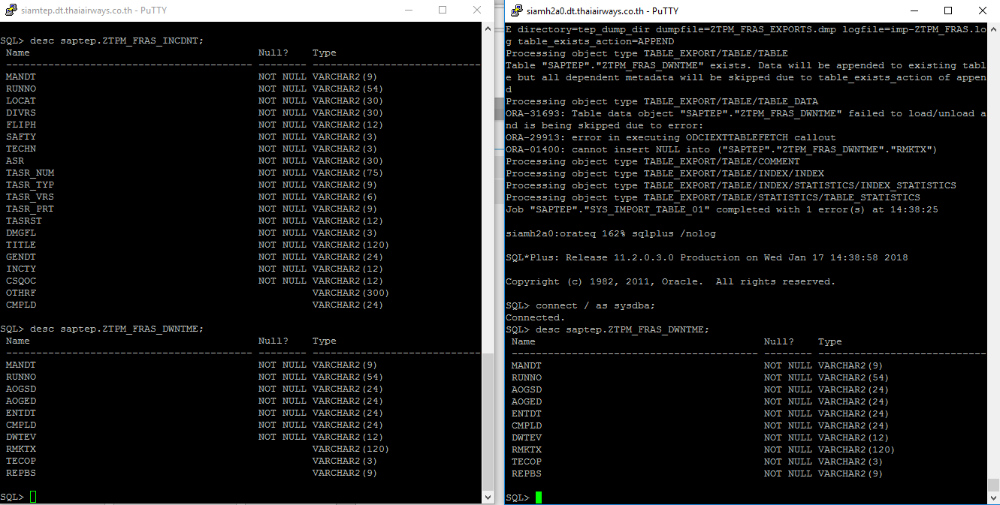 siamtep.dt.thaiairways.co.th - PuTTY
SQL> desc saptep.ZTPM_FRAS_INCDNT;
Name Null? Type
----------------------------------------- -------- ----------------------------
MANDT NOT NULL VARCHAR2(9)
RUNNO NOT NULL VARCHAR2(54)
LOCAT NOT NULL VARCHAR2(30)
DIVRS NOT NULL VARCHAR2(30)
FLIPH NOT NULL VARCHAR2(12)
SAFTY NOT NULL VARCHAR2(3)
TECHN NOT NULL VARCHAR2(3)
ASR NOT NULL VARCHAR2(30)
TASR_NUM NOT NULL VARCHAR2(75)
TASR_TYP NOT NULL VARCHAR2(9)
TASR_VRS NOT NULL VARCHAR2(6)
TASR_PRT NOT NULL VARCHAR2(9)
TASRST NOT NULL VARCHAR2(12)
DMGFL NOT NULL VARCHAR2(3)
TITLE NOT NULL VARCHAR2(120)
GENDT NOT NULL VARCHAR2(24)
INCTY NOT NULL VARCHAR2(12)
CSQOC NOT NULL VARCHAR2(12)
OTHRF VARCHAR2(300)
CMPLD VARCHAR2(24)
SQL> desc saptep.ZTPM_FRAS_DWNTME;
Name Null? Type
----------------------------------------- -------- ----------------------------
MANDT NOT NULL VARCHAR2(9)
RUNNO NOT NULL VARCHAR2(54)
AOGSD NOT NULL VARCHAR2(24)
AOGED NOT NULL VARCHAR2(24)
ENTDT NOT NULL VARCHAR2(24)
CMPLD NOT NULL VARCHAR2(24)
DWTEV NOT NULL VARCHAR2(12)
RMKTX VARCHAR2(120)
TECOP VARCHAR2(3)
REPBS VARCHAR2(9)
SQL>
siamh2a0.dt.thaiairways.co.th - PuTTY
E directory=tep_dump_dir dumpfile=ZTPM_FRAS_EXPORTS.dmp logfile=imp-ZTPM_FRAS.lo
g table_exists_action=APPEND
Processing object type TABLE_EXPORT/TABLE/TABLE
Table "SAPTEP"."ZTPM_FRAS_DWNTME" exists. Data will be appended to existing tabl
e but all dependent metadata will be skipped due to table_exists_action of appen
d
Processing object type TABLE_EXPORT/TABLE/TABLE_DATA
ORA-31693: Table data object "SAPTEP"."ZTPM_FRAS_DWNTME" failed to load/unload a
nd is being skipped due to error:
ORA-29913: error in executing ODCIEXTTABLEFETCH callout
ORA-01400: cannot insert NULL into ("SAPTEP"."ZTPM_FRAS_DWNTME"."RMKTX")
Processing object type TABLE_EXPORT/TABLE/COMMENT
Processing object type TABLE_EXPORT/TABLE/INDEX/INDEX
Processing object type TABLE_EXPORT/TABLE/INDEX/STATISTICS/INDEX_STATISTICS
Processing object type TABLE_EXPORT/TABLE/STATISTICS/TABLE_STATISTICS
Job "SAPTEP"."SYS_IMPORT_TABLE_01" completed with 1 error(s) at 14:38:25
siamh2a0:orateq 162% sqlplus /nolog
SQL*Plus: Release 11.2.0.3.0 Production on Wed Jan 17 14:38:58 2018
Copyright (c) 1982, 2011, Oracle. All rights reserved.
SQL> connect / as sysdba;
Connected.
SQL> desc saptep.ZTPM_FRAS_DWNTME;
Name Null? Type
----------------------------------------- -------- ----------------------------
MANDT NOT NULL VARCHAR2(9)
RUNNO NOT NULL VARCHAR2(54)
AOGSD NOT NULL VARCHAR2(24)
AOGED NOT NULL VARCHAR2(24)
ENTDT NOT NULL VARCHAR2(24)
CMPLD NOT NULL VARCHAR2(24)
DWTEV NOT NULL VARCHAR2(12)
RMKTX NOT NULL VARCHAR2(120)
TECOP NOT NULL VARCHAR2(3)
REPBS NOT NULL VARCHAR2(9)
SQL>